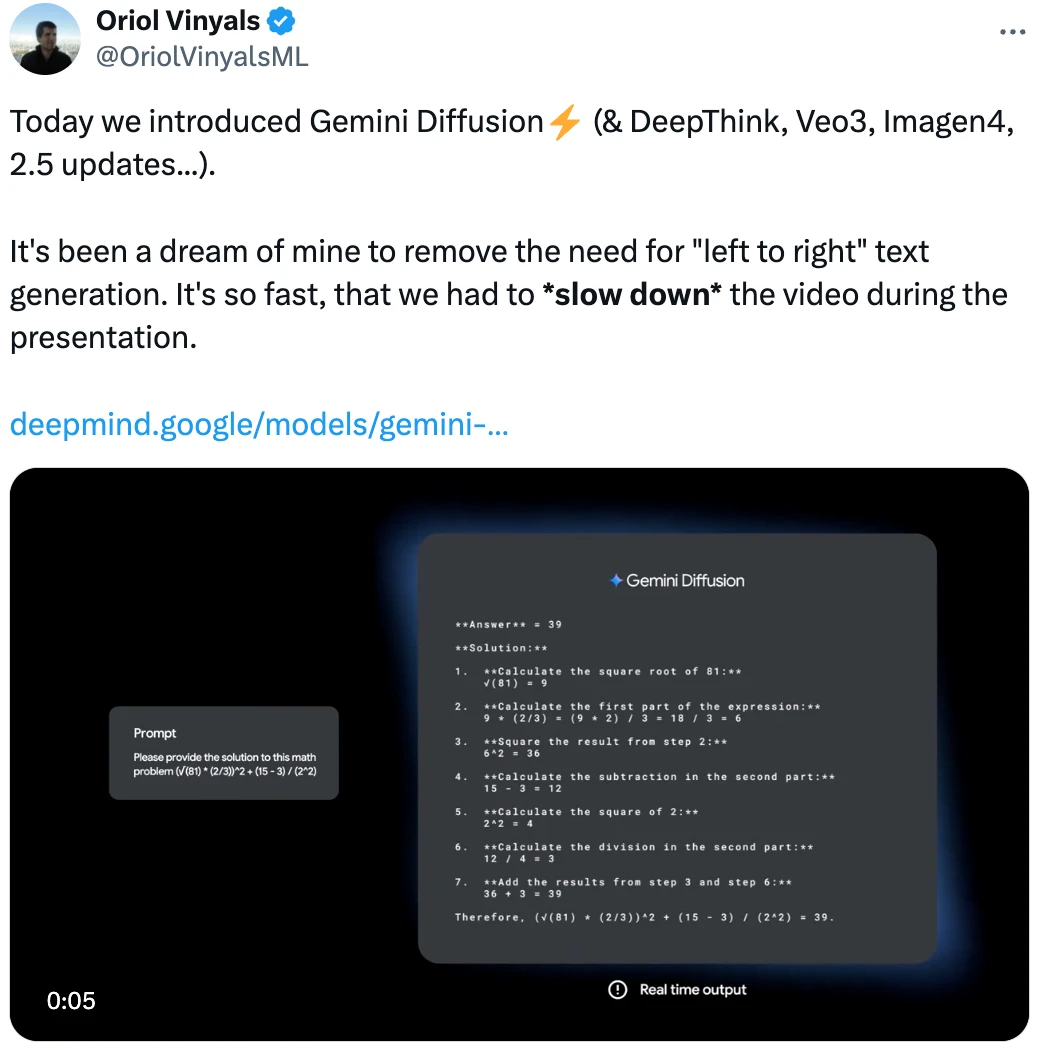 Oriol Vinyals
@OriolVinyalsML
Today we introduced Gemini Diffusion⚡ (& DeepThink, Veo3, Imagen4,
2.5 updates...).
It's been a dream of mine to remove the need for "left to right" text
generation. It's so fast, that we had to *slow down* the video during the
presentation.
deepmind.google/models/gemini-...
Gemini Diffusion
**Answer** = 39
**Solution:**
1. **Calculate the square root of 81:**
√(81) = 9
2. **Calculate the first part of the expression:**
9 * (2/3) = (9 * 2) / 3 = 18 / 3 = 6
3. **Square the result from step 2:**
6^2 = 36
4. **Calculate the subtraction in the second part:**
15 - 3 = 12
5. **Calculate the square of 2:**
2^2 = 4
6. **Calculate the division in the second part:**
12 / 4 = 3
7. **Add the results from step 3 and step 6:**
36 + 3 = 39
Therefore, (√(81) * (2/3))^2 + (15 - 3) / (2^2) = 39.
Prompt
Please provide the solution to this math
problem (√(81) * (2/3))^2 + (15 - 3) / (2^2)
Real time output
0:05